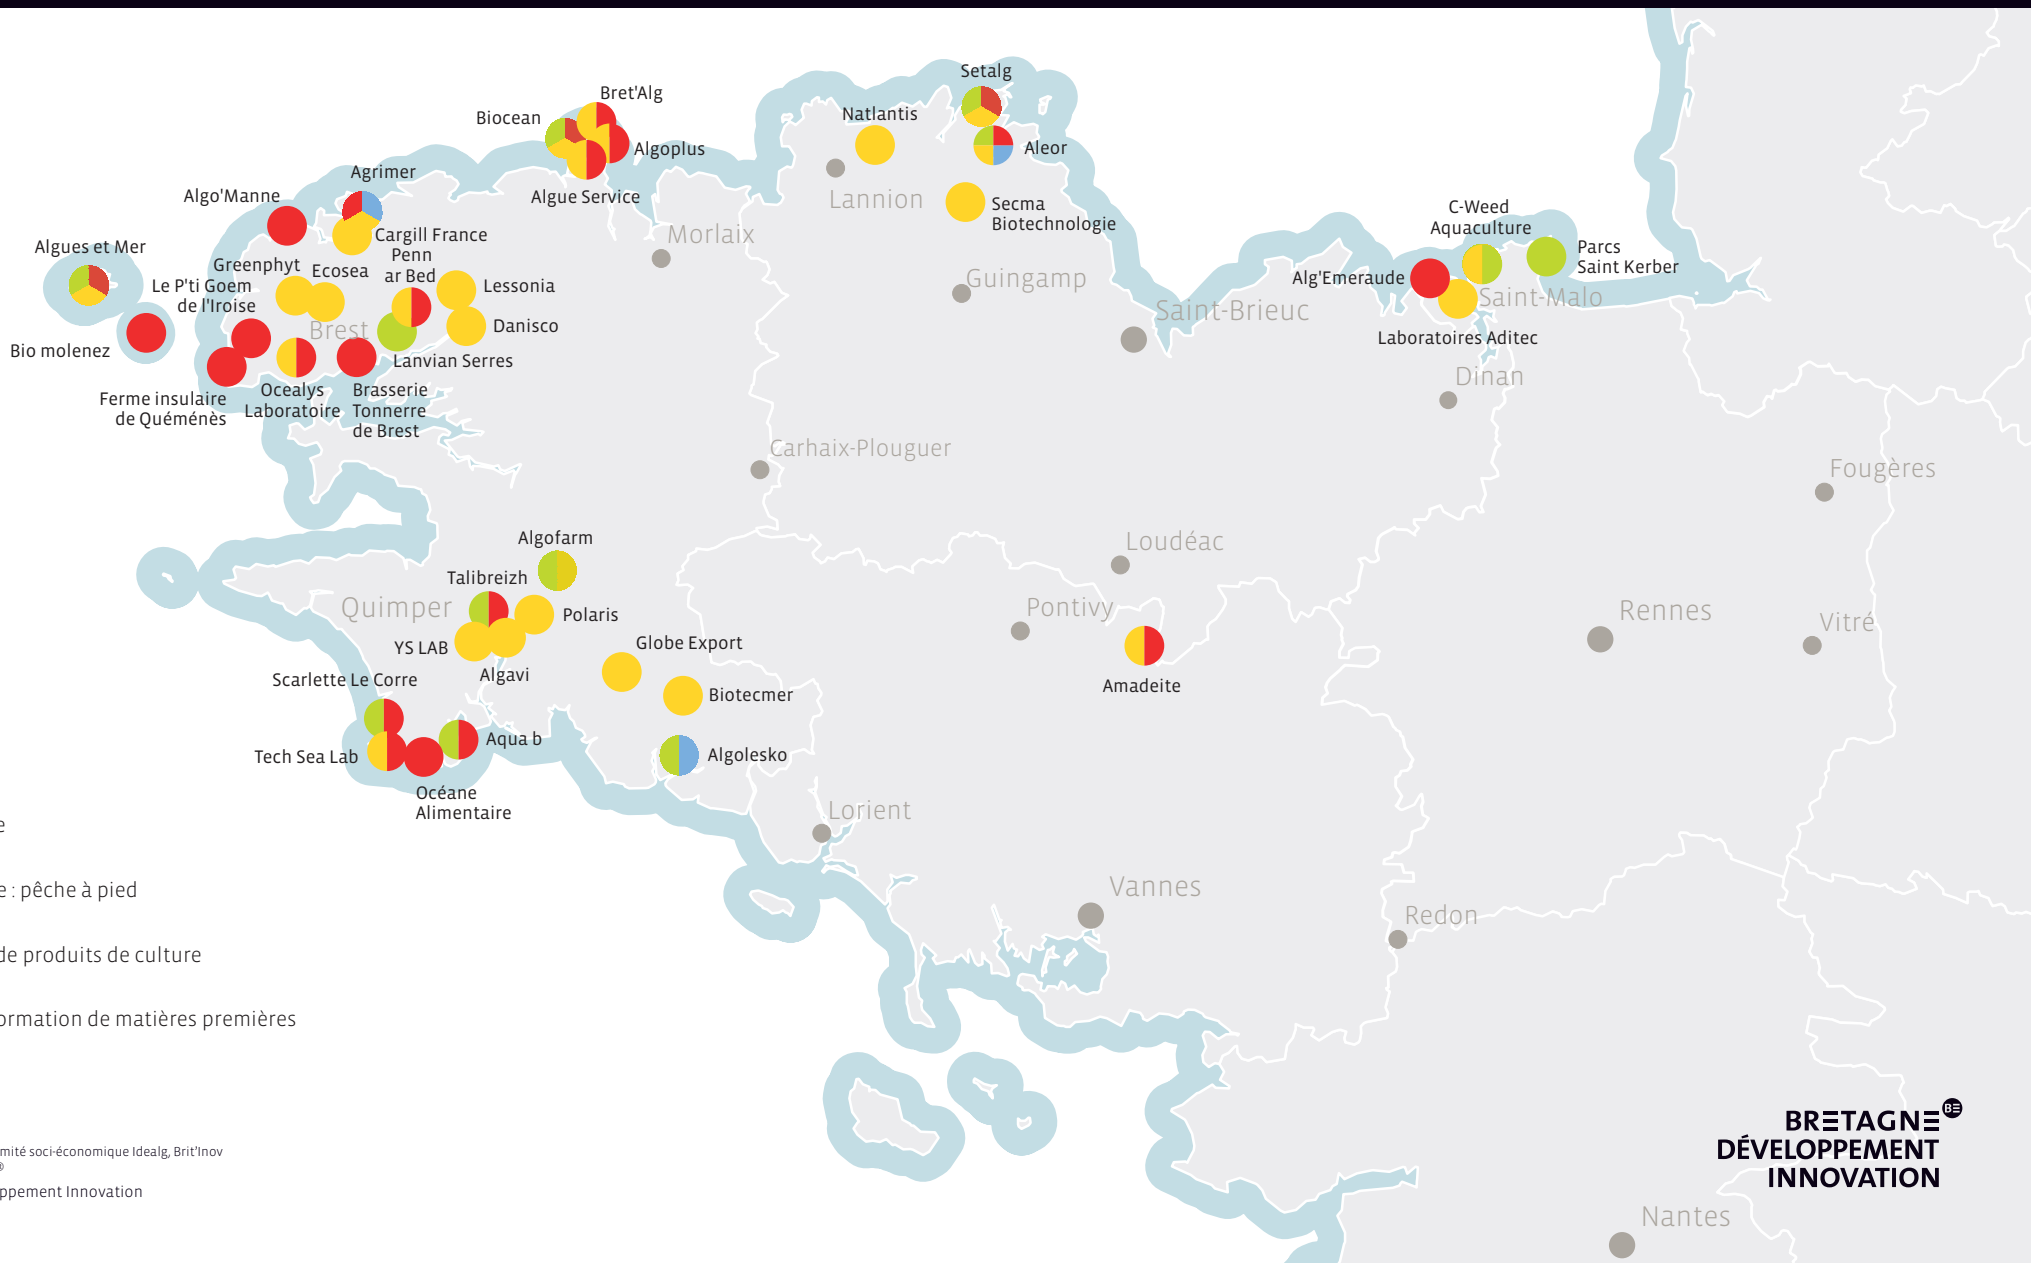 Setalg
Bret'Alg
Biocean
Natlantis
Algoplus
Aleor
Agrimer
Algo'Manne
Algue Service
Lannion
Secma
Biotechnologie
C-Weed
Aquaculture
Cargill France
Morlaix
Algues et Mer
Penn
ar Bed
Parcs
Saint Kerber
Greenphyt
Ecosea
Guingamp
Alg'Emeraude
Le P'ti Goem
de l'Iroise
Lessonia
Saint-Malo
Saint-Brieuc
Brest
Danisco
Laboratoires Aditec
Bio molenez
Lanvian Serres
Dinan
Ferme insulaire
de Quéménès
Ocealys
Laboratoire
Brasserie
Tonnerre
de Brest
Carhaix-Plouguer
Fougères
Algofarm
Loudéac
Talibreizh
Quimper
Pontivy
Rennes
Polaris
Vitré
YS LAB
Globe Export
Algavi
Scarlette Le Corre
Amadeite
Biotecmer
Aqua b
Tech Sea Lab
Algolesko
Océane
Alimentaire
Lorient
e
e : pêche à pied
Vannes
Redon
de produits de culture
ormation de matières premières
BRETAGNE BE
DÉVELOPPEMENT
INNOVATION
mité soci-économique Idealg, Brit'Inov
®
ppement Innovation
Nantes